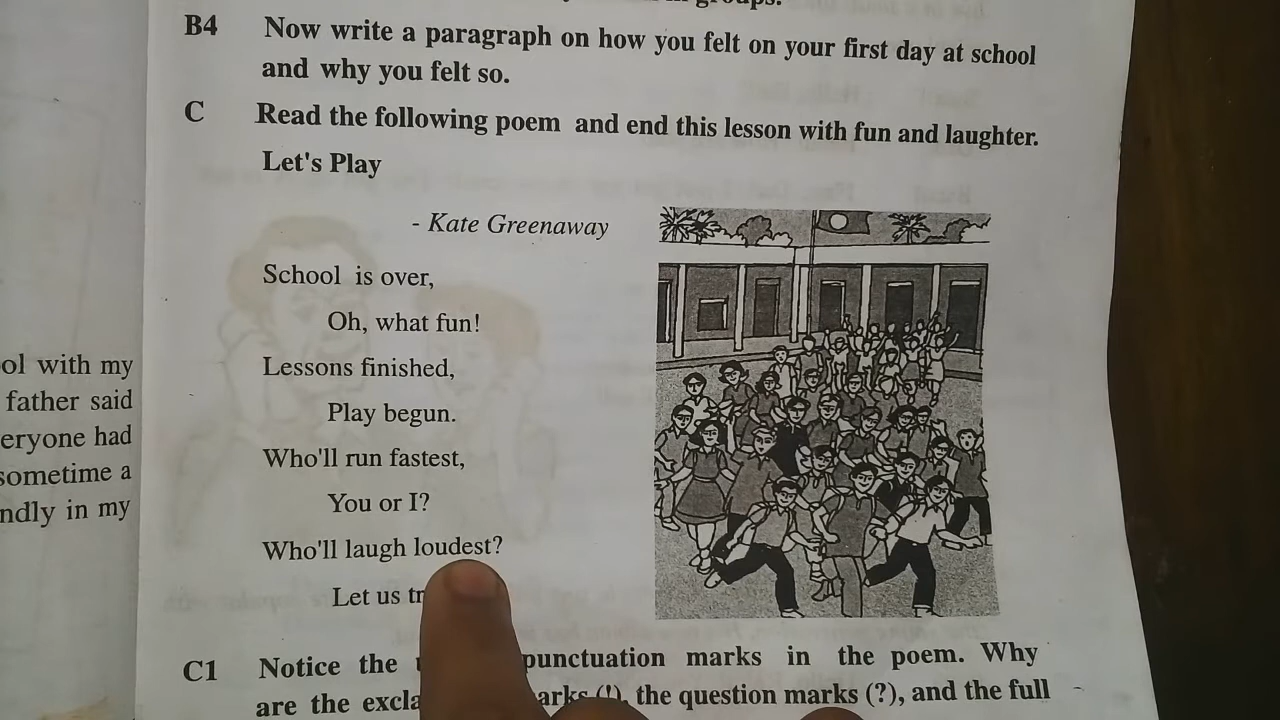 B4 Now write a paragraph on how you felt on your first day at school
and why you felt so.
C Read the following poem and end this lesson with fun and laughter.
Let's Play
- Kate Greenaway
School is over,
Oh, what fun!
Lessons finished,
Play begun.
Who'll run fastest,
You or I?
Who'll laugh loudest?
Let us
C1 Notice the punctuation marks in the poem. Why
are the (!), the question marks (?), and the full
ol with my
father said
eryone had
sometime a
ndly in my